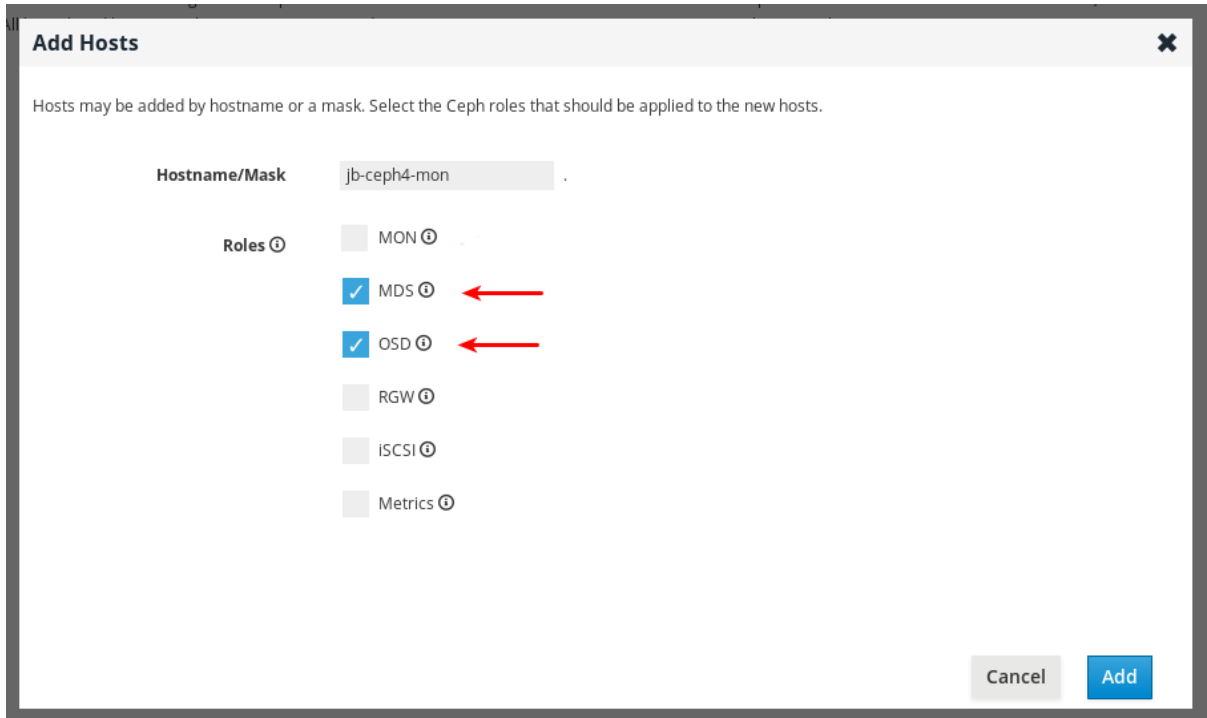 All
Add Hosts
Hosts may be added by hostname or a mask. Select the Ceph roles that should be applied to the new hosts.
Hostname/Mask jb-ceph4-mon .
Roles MON
MDS
OSD
RGW
iSCSI
Metrics
Cancel Add